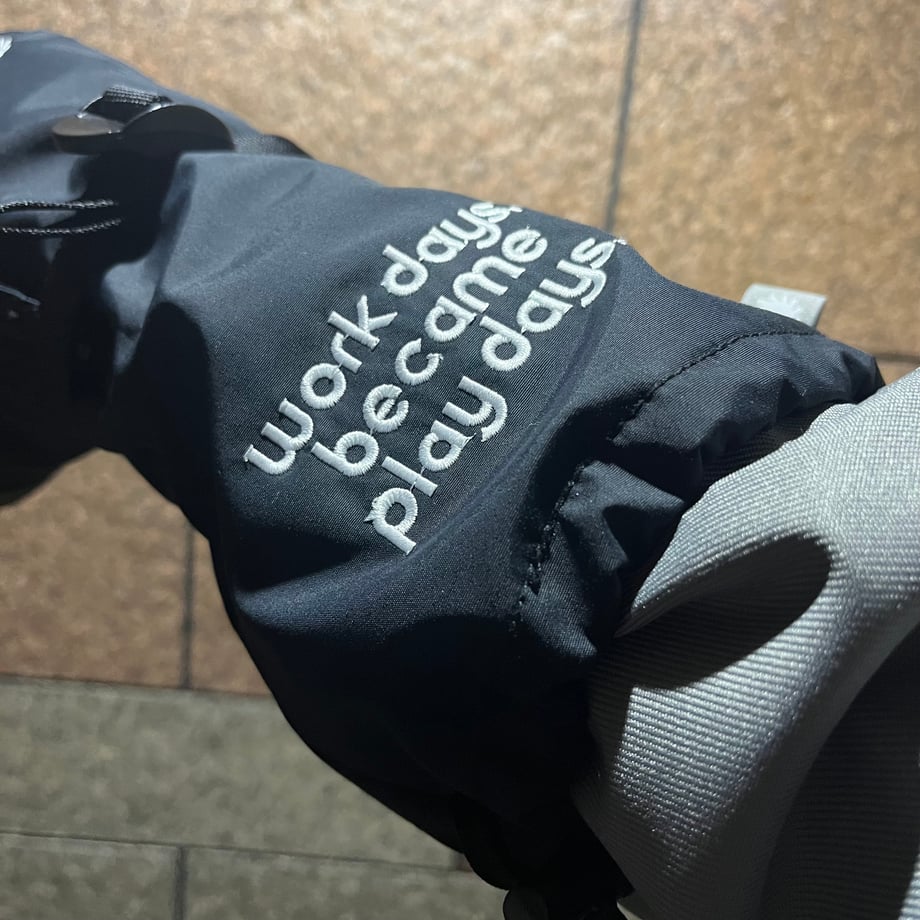 work days,
became
play days.